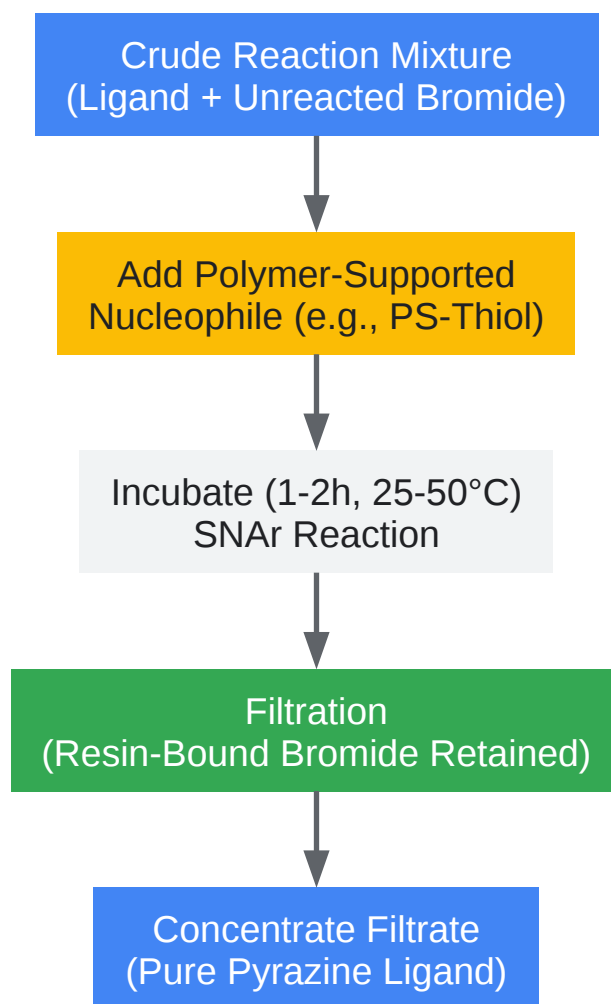 Crude Reaction Mixture
(Ligand + Unreacted Bromide)
Add Polymer-Supported
Nucleophile (e.g., PS-Thiol)
Incubate (1-2h, 25-50°C)
SNAr Reaction
Filtration
(Resin-Bound Bromide Retained)
Concentrate Filtrate
(Pure Pyrazine Ligand)